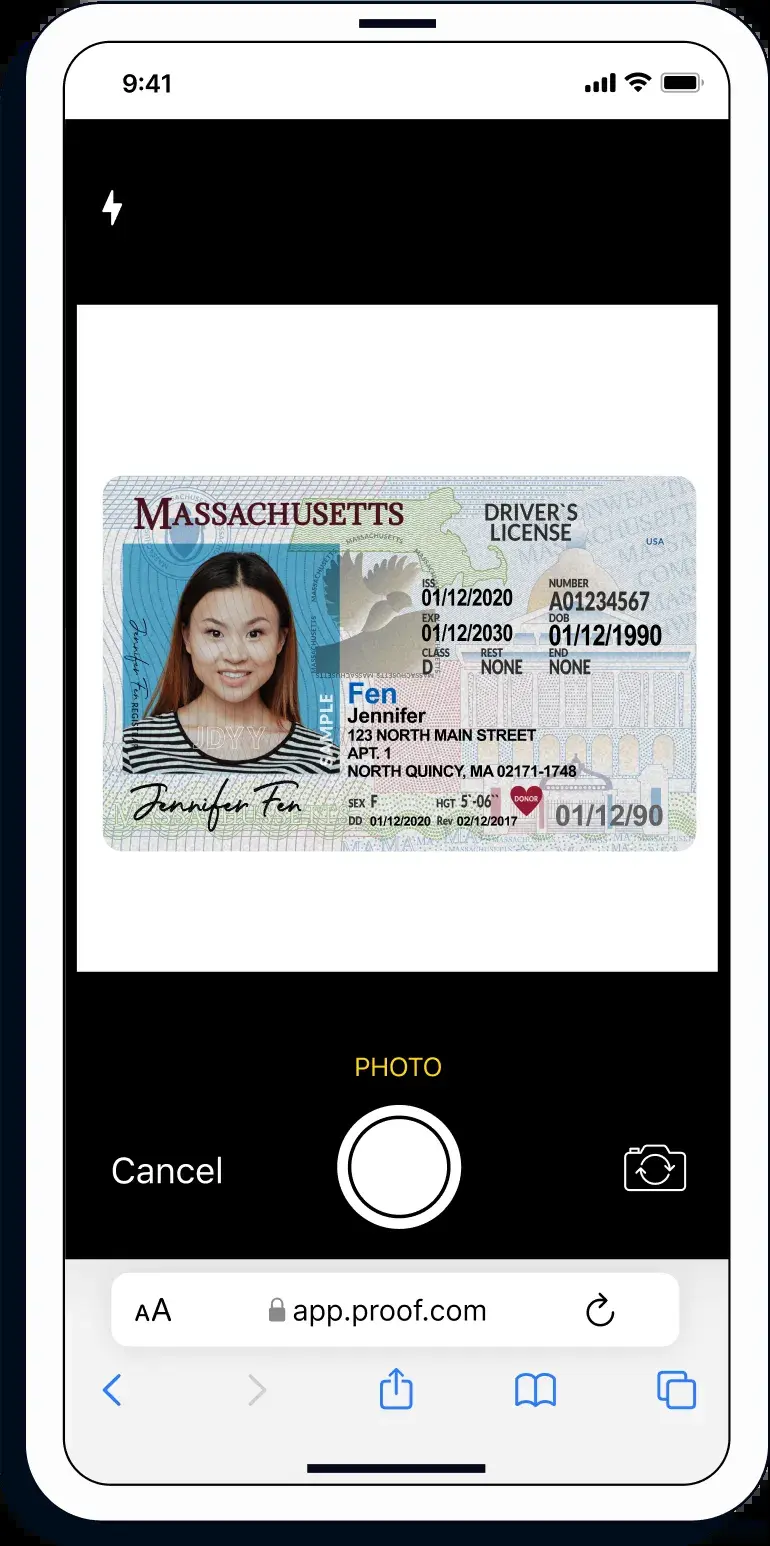 9:41
MASSACHUSETTS
DRIVER`S
LICENSE
USA
ISS
01/12/2020
NUMBER
A01234567
EXP
01/12/2030
DOB
01/12/1990
CLASS
D
REST
NONE
END
NONE
Fen
Jennifer
123 NORTH MAIN STREET
APT. 1
NORTH QUINCY, MA 02171-1748
SAMPLE
JDYY
Jennifer Fen
SEX F
HGT 5`-06``
DONOR
01/12/90
DD 01/12/2020 Rev 02/12/2017
PHOTO
Cancel
AA
app.proof.com